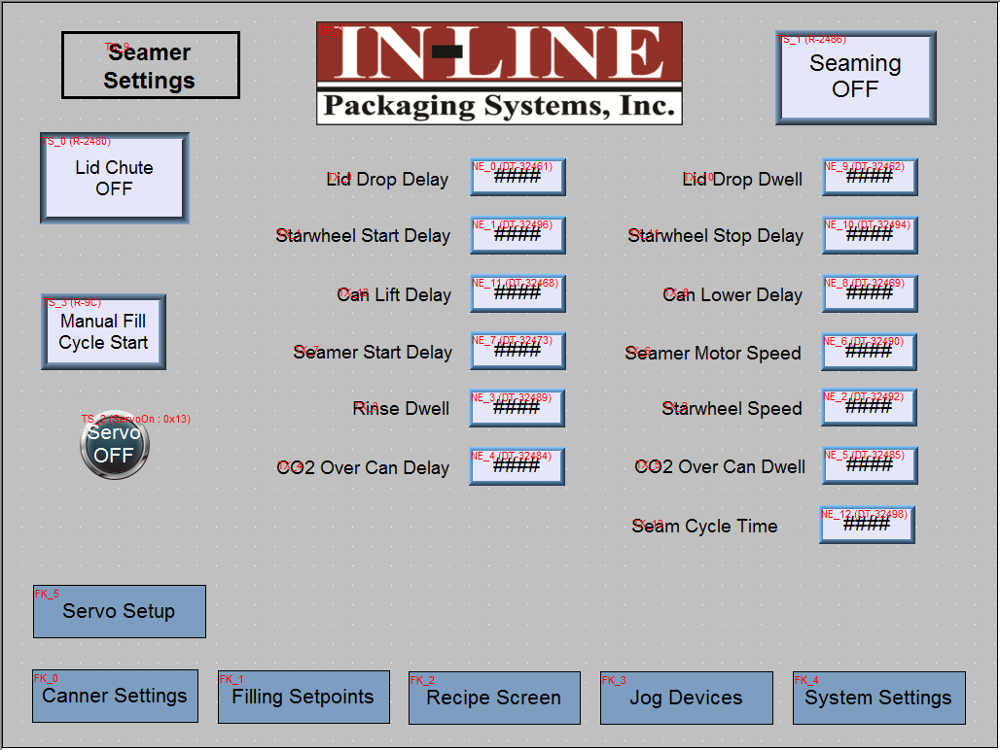 TX_9
Seamer
Settings
IN-LINE
Packaging Systems, Inc.
TS_1 (R-2486)
Seaming
OFF
TS_0 (R-2480)
Lid Chute
OFF
Lid Drop Delay
NE_0 (DT-32461)
####
Lid Drop Dwell
NE_9 (DT-32462)
####
Starwheel Start Delay
NE_1 (DT-32496)
####
Starwheel Stop Delay
NE_10 (DT-32494)
####
TS_3 (R-9C)
Manual Fill
Cycle Start
Can Lift Delay
NE_11 (DT-32468)
####
Can Lower Delay
NE_8 (DT-32469)
####
Seamer Start Delay
NE_7 (DT-32473)
####
Seamer Motor Speed
NE_6 (DT-32490)
####
TS_2 (ServoOn : 0x13)
Servo
OFF
Rinse Dwell
NE_3 (DT-32489)
####
Starwheel Speed
NE_2 (DT-32492)
####
CO2 Over Can Delay
NE_4 (DT-32484)
####
CO2 Over Can Dwell
NE_5 (DT-32485)
####
Seam Cycle Time
NE_12 (DT-32498)
####
FK_5
Servo Setup
FK_0
Canner Settings
FK_1
Filling Setpoints
FK_2
Recipe Screen
FK_3
Jog Devices
FK_4
System Settings